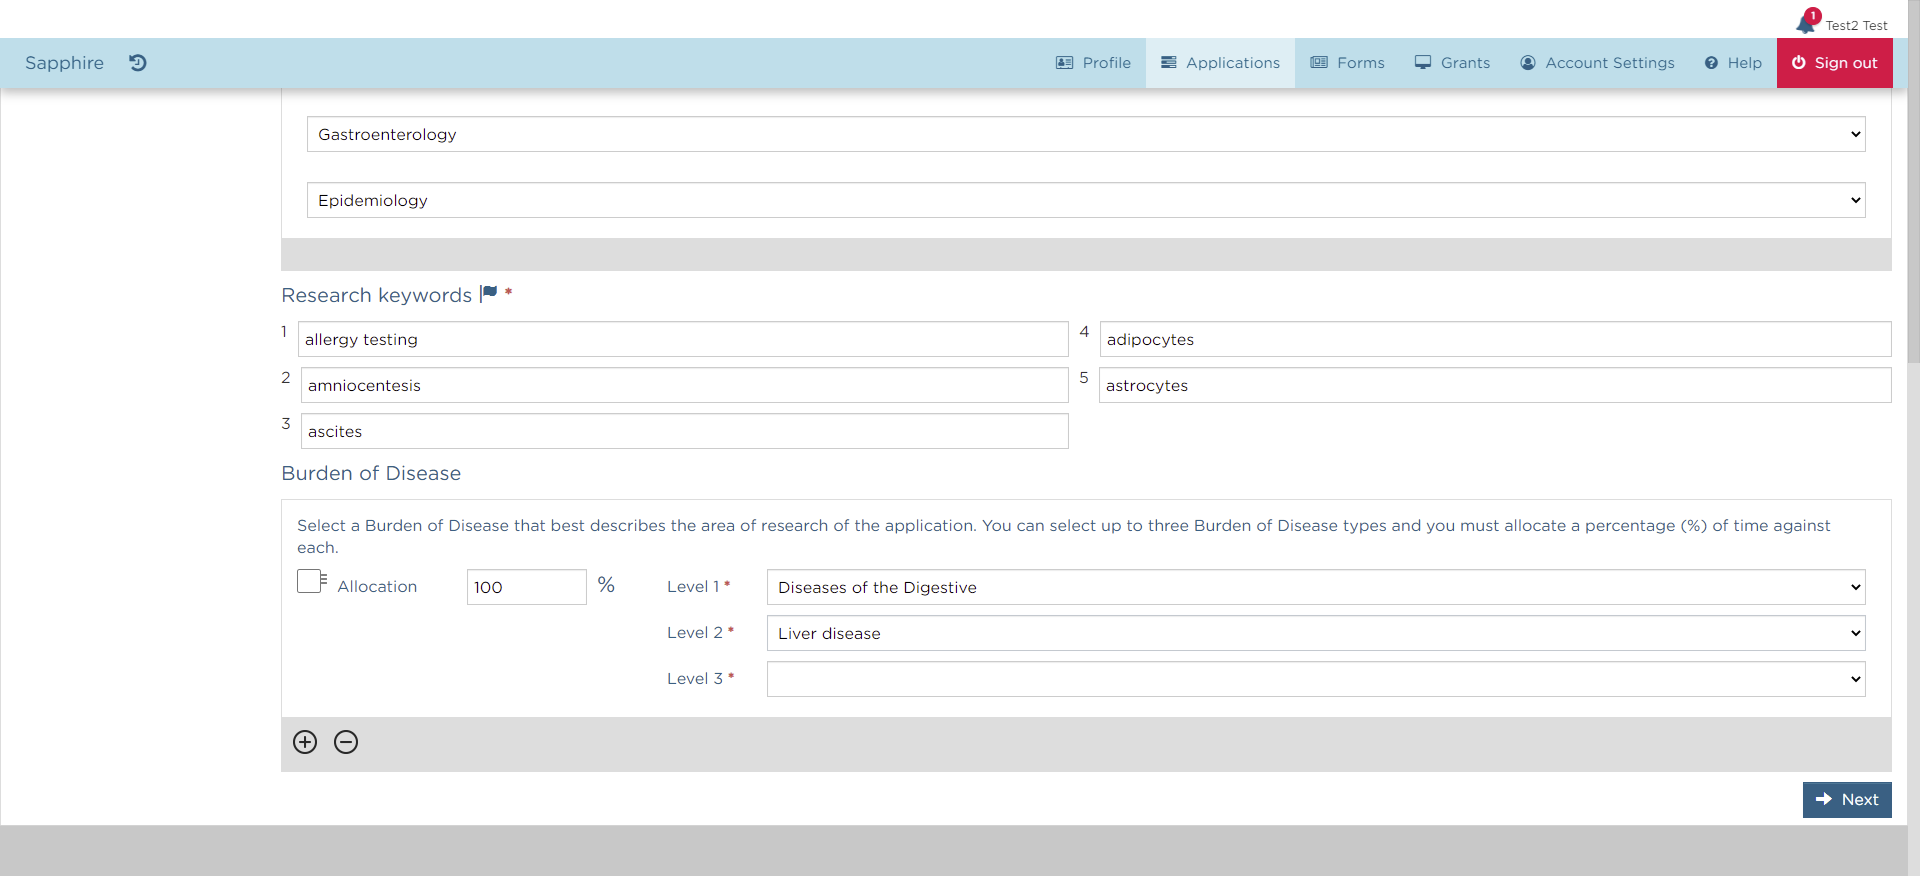 1
Test2 Test
Sapphire
Profile
Applications
Forms
Grants
Account Settings
Help
Sign out
Gastroenterology
Epidemiology
Research keywords *
1 allergy testing
4 adipocytes
2 amniocentesis
5 astrocytes
3 ascites
Burden of Disease
Select a Burden of Disease that best describes the area of research of the application. You can select up to three Burden of Disease types and you must allocate a percentage (%) of time against
each.
Allocation 100 % Level 1 * Diseases of the Digestive
Level 2 * Liver disease
Level 3 *
Next